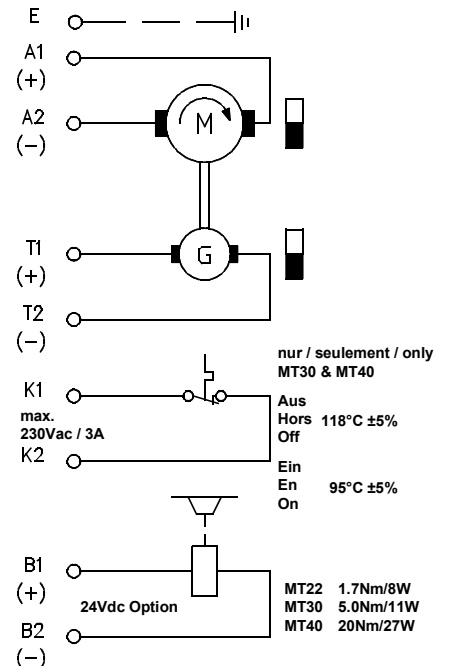 E
A1
(+)
A2
(−)
M
T1
(+)
G
T2
(−)
nur / seulement / only
MT30 & MT40
K1
max.
230Vac / 3A
K2
Aus
Hors 118°C ±5%
Off
Ein
En 95°C ±5%
On
B1
(+)
24Vdc Option
B2
(−)
MT22 1.7Nm/8W
MT30 5.0Nm/11W
MT40 20Nm/27W